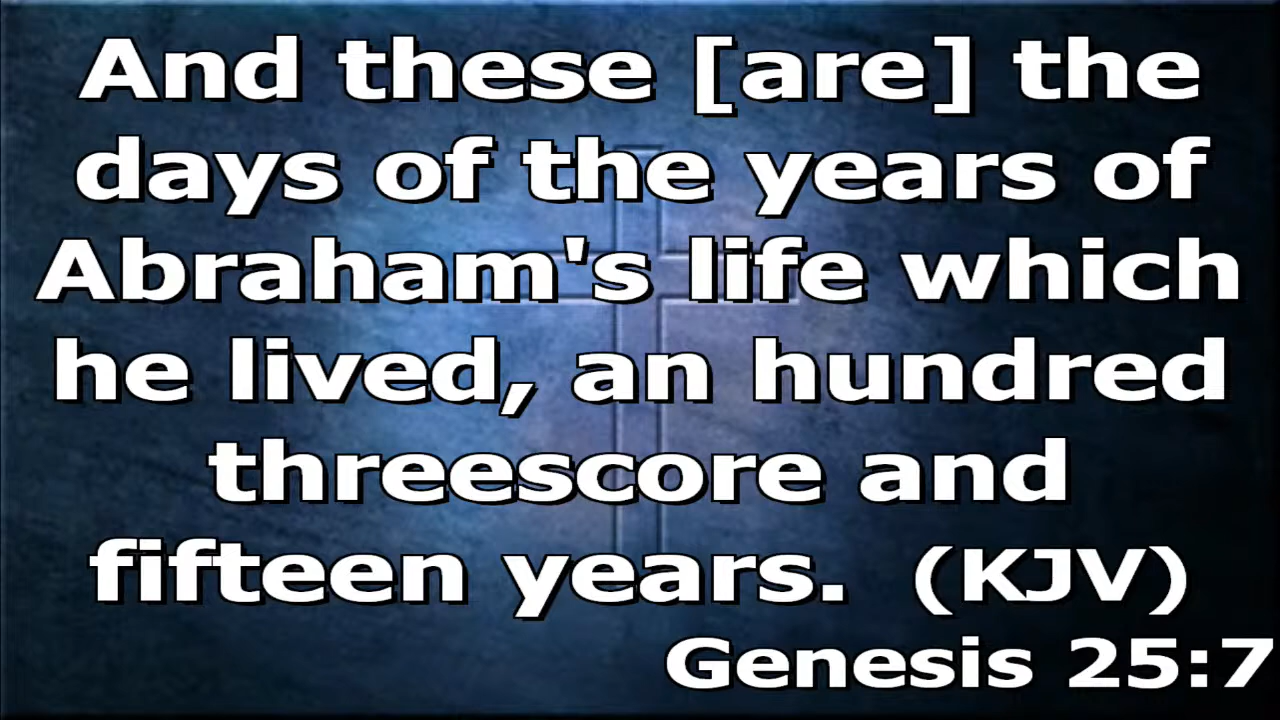 And these [are] the
days of the years of
Abraham's life which
he lived, an hundred
threescore and
fifteen years.  (KJV)
Genesis 25:7